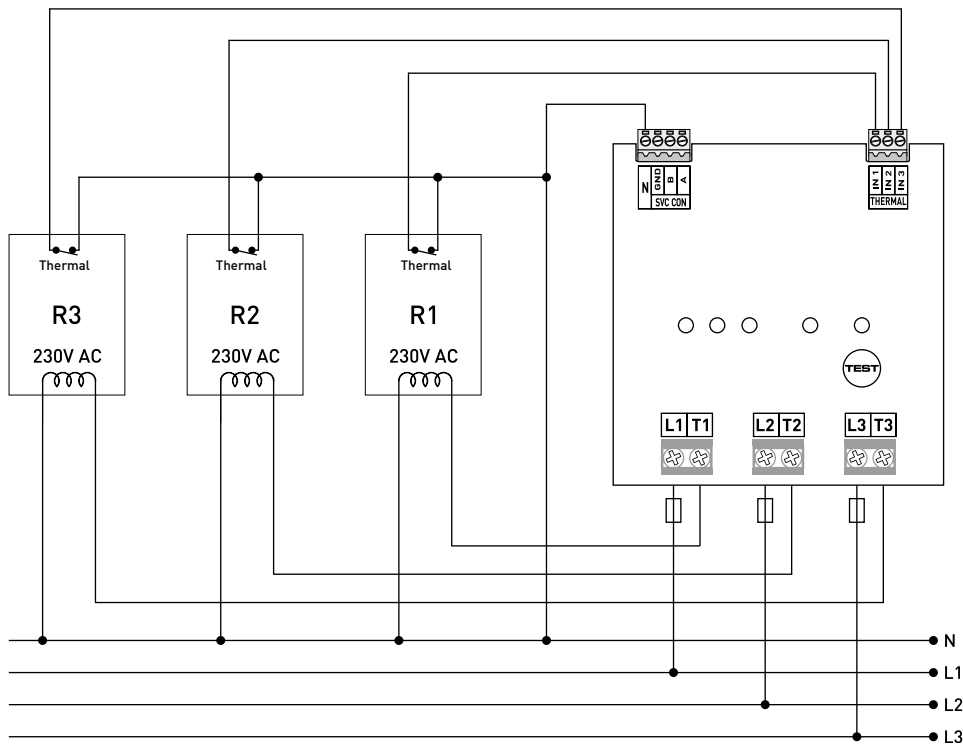 N GND B A
SVC CON
IN 1 IN 2 IN 3
THERMAL
Thermal
R3
230V AC
Thermal
R2
230V AC
Thermal
R1
230V AC
TEST
L1 T1
L2 T2
L3 T3
N
L1
L2
L3